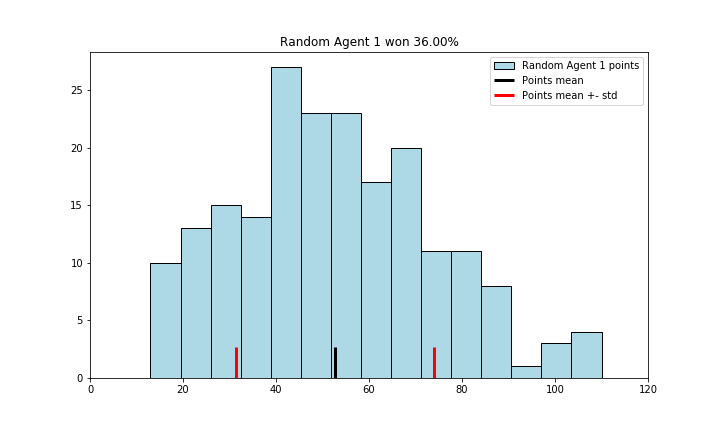 Random Agent 1 won 36.00%
Random Agent 1 points
Points mean
Points mean +- std
25
20
15
10
5
0
0 20 40 60 80 100 120